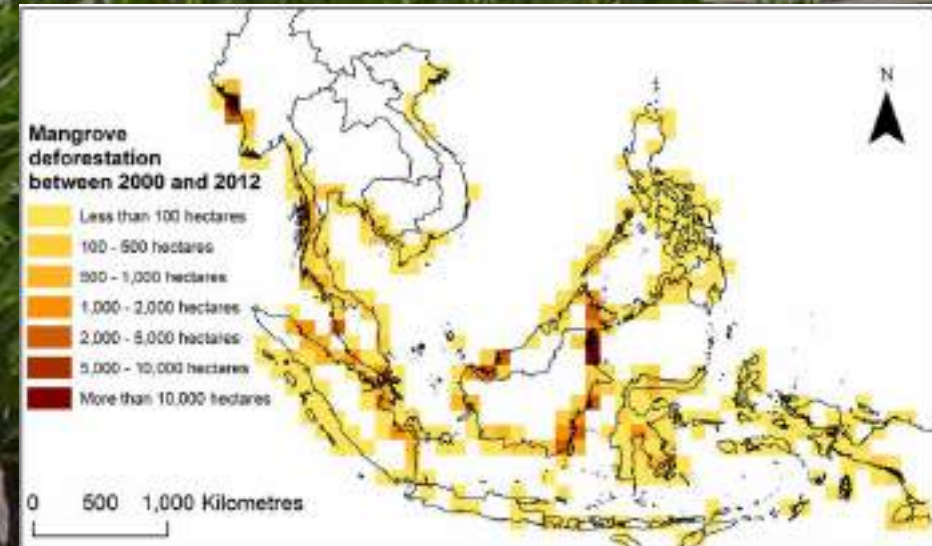 N
Mangrove
deforestation
between 2000 and 2012
Less than 100 hectares
100 - 500 hectares
500 - 1,000 hectares
1,000 - 2,000 hectares
2,000 - 5,000 hectares
5,000 - 10,000 hectares
More than 10,000 hectares
0 500 1,000 Kilometres